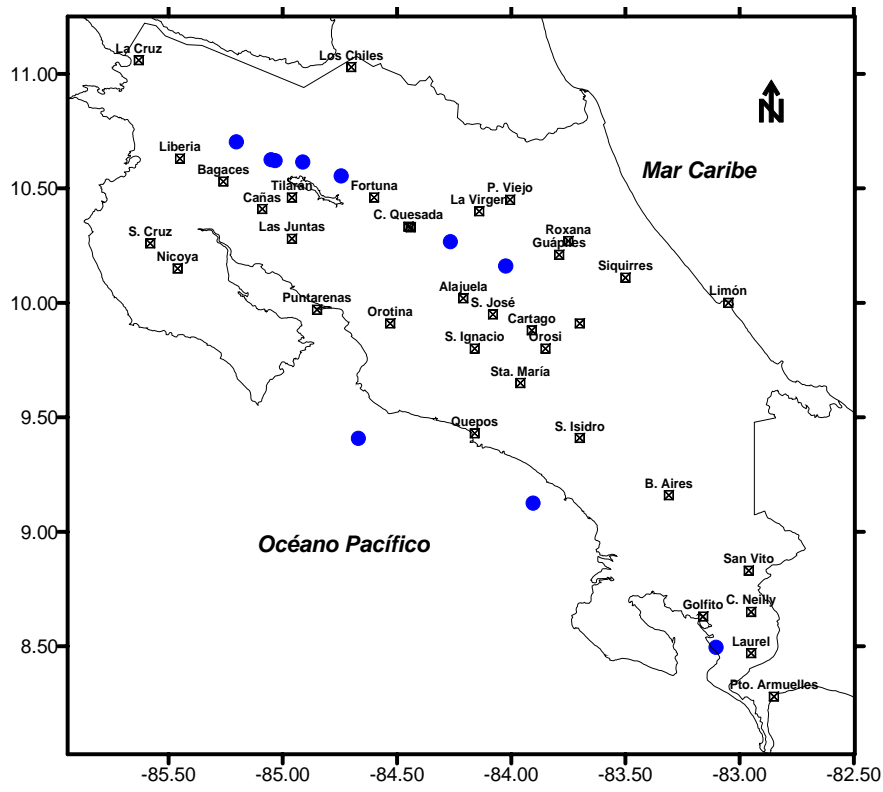 La Cruz
Los Chiles
11.00
N
Liberia
Mar Caribe
Bagaces
10.50
Tilarán
Fortuna
P. Viejo
Cañas
La Virgen
C. Quesada
S. Cruz
Las Juntas
Roxana
Guápiles
Nicoya
Siquirres
10.00
Puntarenas
Alajuela
Limón
Orotina
S. José
Cartago
S. Ignacio
Orosi
Sta. María
9.50
Quepos
S. Isidro
B. Aires
9.00
Océano Pacífico
San Vito
Golfito
C. Neilly
8.50
Laurel
Pto. Armuelles
-85.50 -85.00 -84.50 -84.00 -83.50 -83.00 -82.50